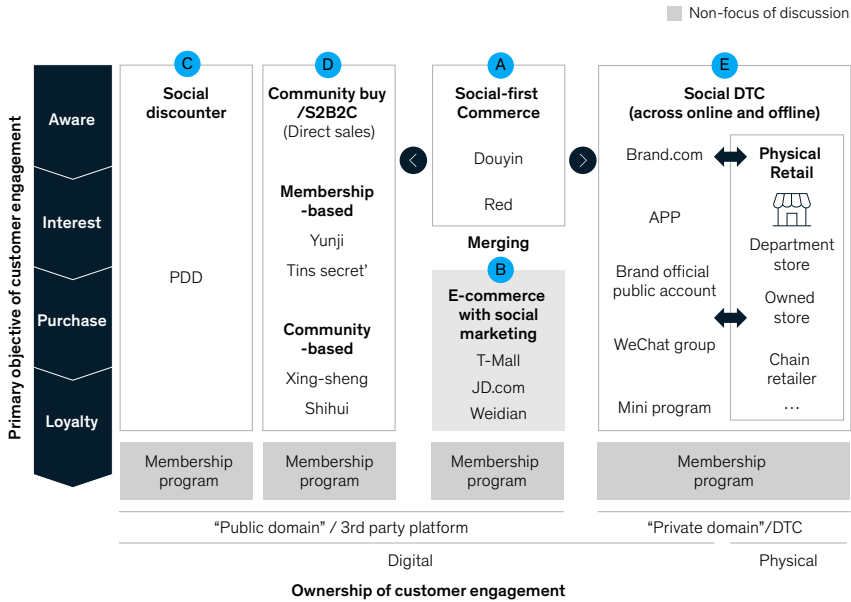 Non-focus of discussion
Primary objective of customer engagement
Aware
Interest
Purchase
Loyalty
C
Social
discounter
PDD
D
Community buy
/S2B2C
(Direct sales)
Membership
-based
Yunji
Tins secret’
Community
-based
Xing-sheng
Shihui
A
Social-first
Commerce
Douyin
Red
Merging
B
E-commerce
with social
marketing
T-Mall
JD.com
Weidian
E
Social DTC
(across online and offline)
Brand.com
APP
Brand official
public account
WeChat group
Mini program
Physical
Retail
Department
store
Owned
store
Chain
retailer
...
Membership
program
Membership
program
Membership
program
Membership
program
“Public domain” / 3rd party platform
“Private domain”/DTC
Digital
Physical
Ownership of customer engagement